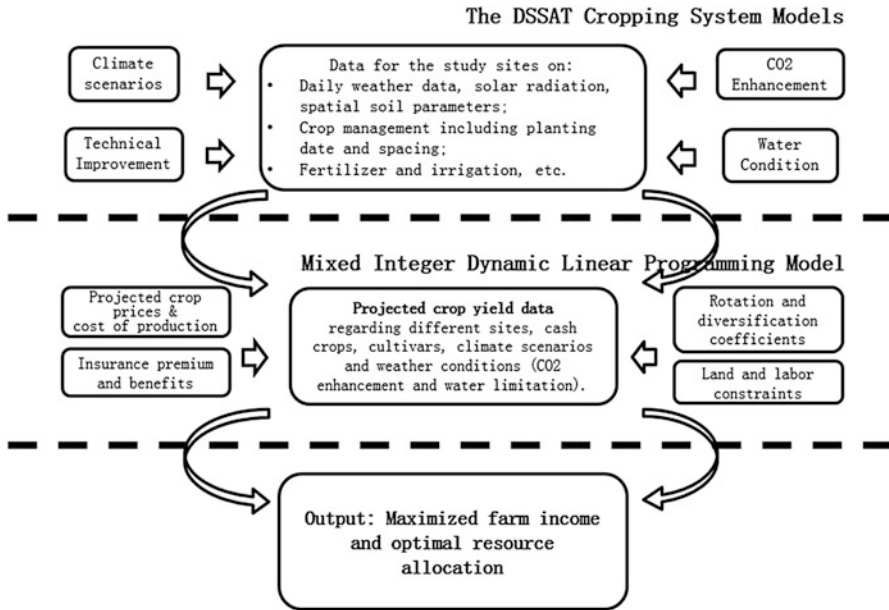 The DSSAT Cropping System Models
Climate
scenarios
Technical
Improvement
Data for the study sites on:
• Daily weather data, solar radiation,
spatial soil parameters;
• Crop management including planting
date and spacing;
• Fertilizer and irrigation, etc.
CO2
Enhancement
Water
Condition
Mixed Integer Dynamic Linear Programming Model
Projected crop
prices &
cost of production
Insurance premium
and benefits
Projected crop yield data
regarding different sites, cash
crops, cultivars, climate scenarios
and weather conditions (CO2
enhancement and water limitation).
Rotation and
diversification
coefficients
Land and labor
constraints
Output: Maximized farm income
and optimal resource
allocation